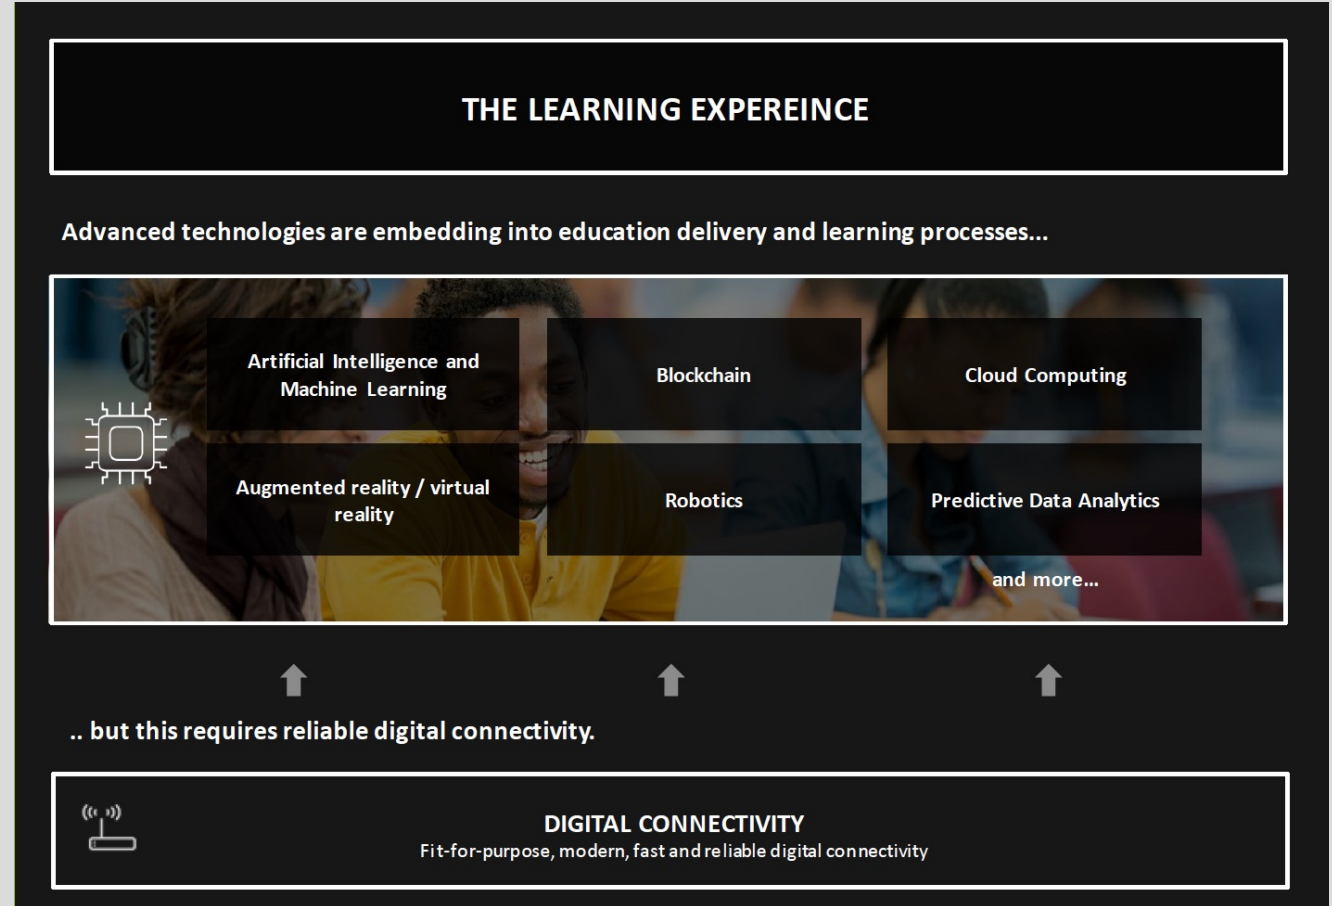 THE LEARNING EXPEREINCE
Advanced technologies are embedding into education delivery and learning processes...
Artificial Intelligence and
Machine Learning
Blockchain
Cloud Computing
Augmented reality / virtual
reality
Robotics
Predictive Data Analytics
and more...
.. but this requires reliable digital connectivity.
DIGITAL CONNECTIVITY
Fit-for-purpose, modern, fast and reliable digital connectivity